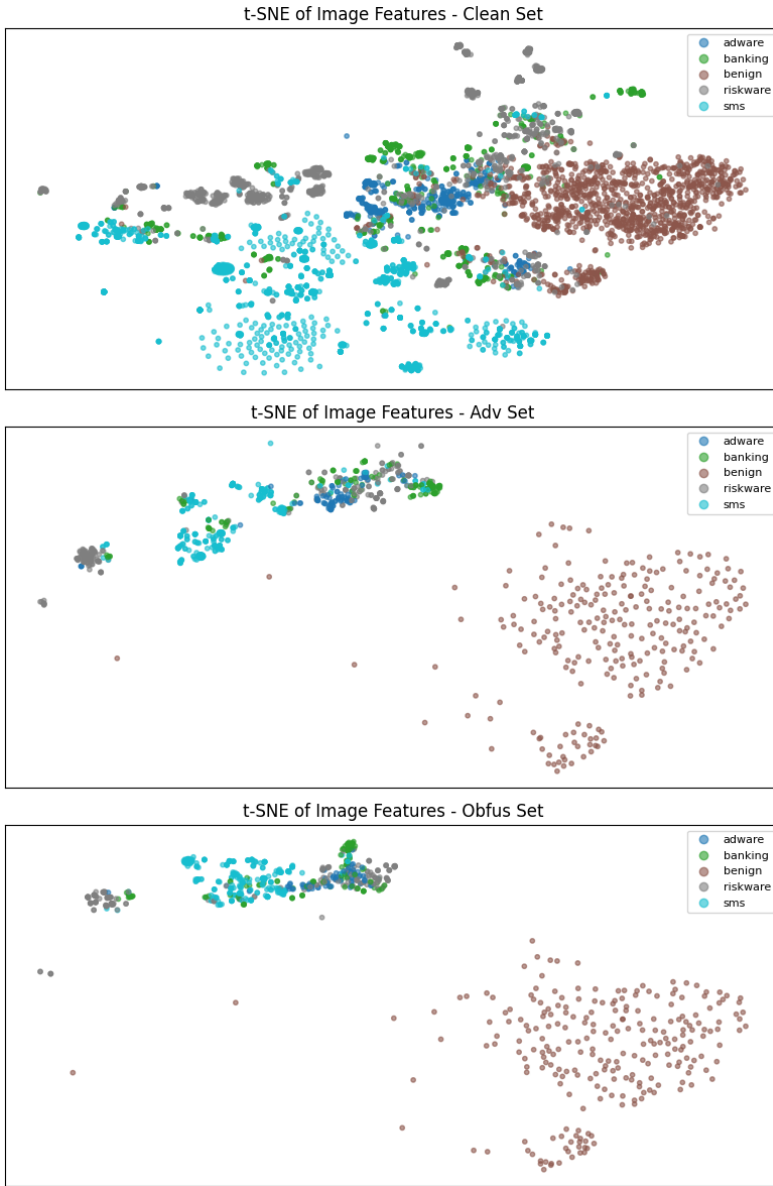 t-SNE of Image Features - Clean Set
adware
banking
benign
riskware
sms
t-SNE of Image Features - Adv Set
adware
banking
benign
riskware
sms
t-SNE of Image Features - Obfus Set
adware
banking
benign
riskware
sms